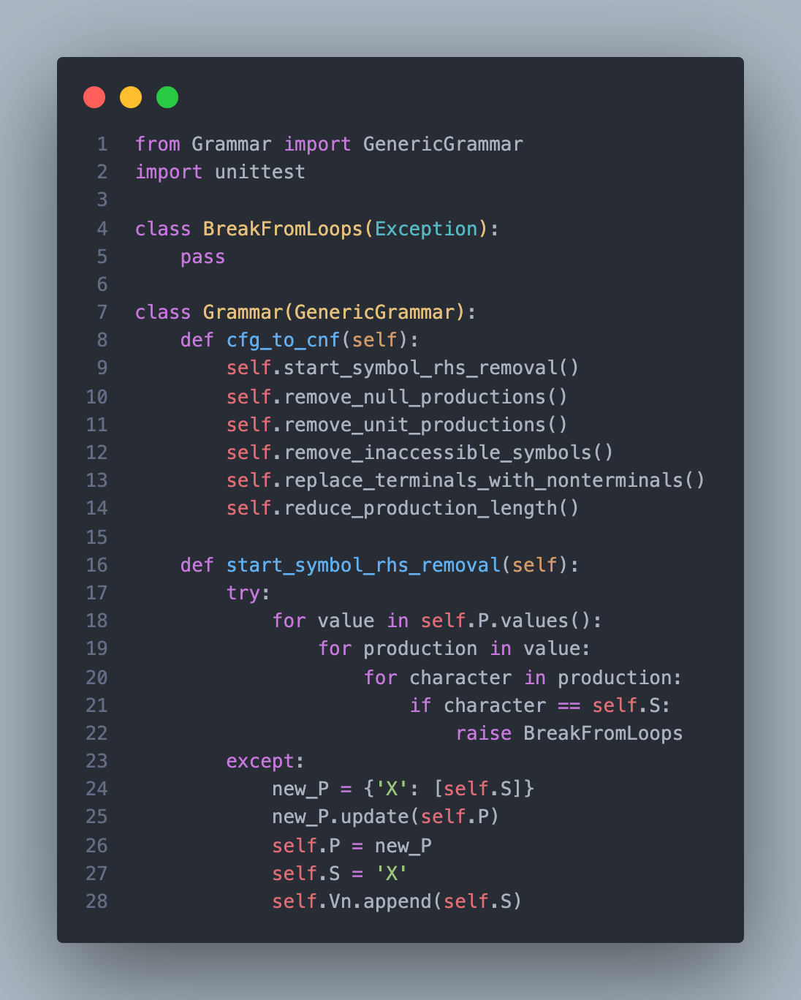 1 from Grammar import GenericGrammar
2 import unittest
3
4 class BreakFromLoops(Exception):
5     pass
6
7 class Grammar(GenericGrammar):
8     def cfg_to_cnf(self):
9         self.start_symbol_rhs_removal()
10         self.remove_null_productions()
11         self.remove_unit_productions()
12         self.remove_inaccessible_symbols()
13         self.replace_terminals_with_nonterminals()
14         self.reduce_production_length()
15
16     def start_symbol_rhs_removal(self):
17         try:
18             for value in self.P.values():
19                 for production in value:
20                     for character in production:
21                         if character == self.S:
22                             raise BreakFromLoops
23         except:
24             new_P = {'X': [self.S]}
25             new_P.update(self.P)
26             self.P = new_P
27             self.S = 'X'
28             self.Vn.append(self.S)